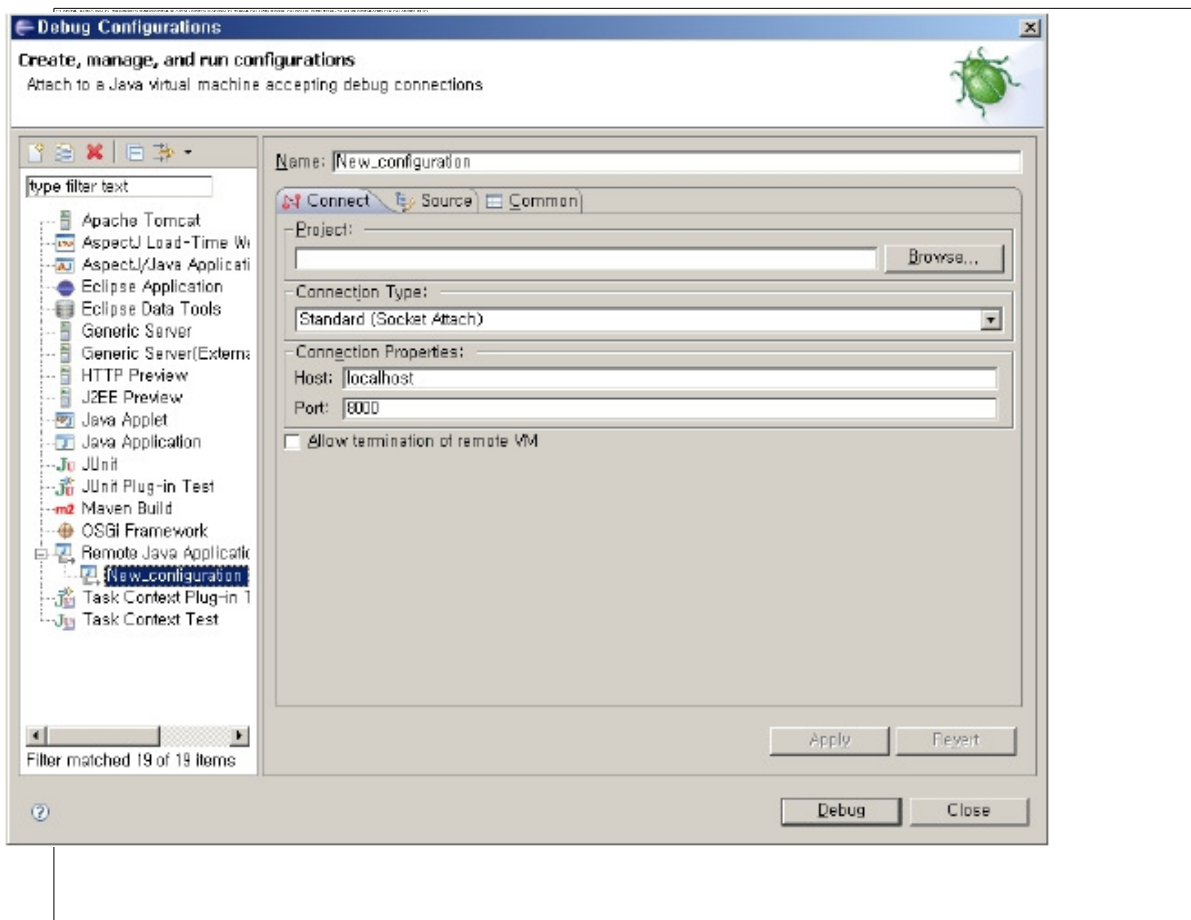 Debug Configurations
Create, manage, and run configurations
Attach to a Java virtual machine accepting debug connections
type filter text
Apache Tomcat
AspectJ Load-Time We
AspectJ/Java Applicati
Eclipse Application
Eclipse Data Tools
Generic Server
Generic Server(Externa
HTTP Preview
J2EE Preview
Java Applet
Java Application
JUnit
JUnit Plug-in Test
m2 Maven Build
OSGi Framework
Remote Java Applicatic
New_configuration
Task Context Plug-in T
Task Context Test
Filter matched 19 of 19 items
Name: New_configuration
Connect Source Common
Project:
Browse...
Connection Type:
Standard (Socket Attach)
Connection Properties:
Host: localhost
Port: 8000
Allow termination of remote VM
Apply Revert
Debug Close